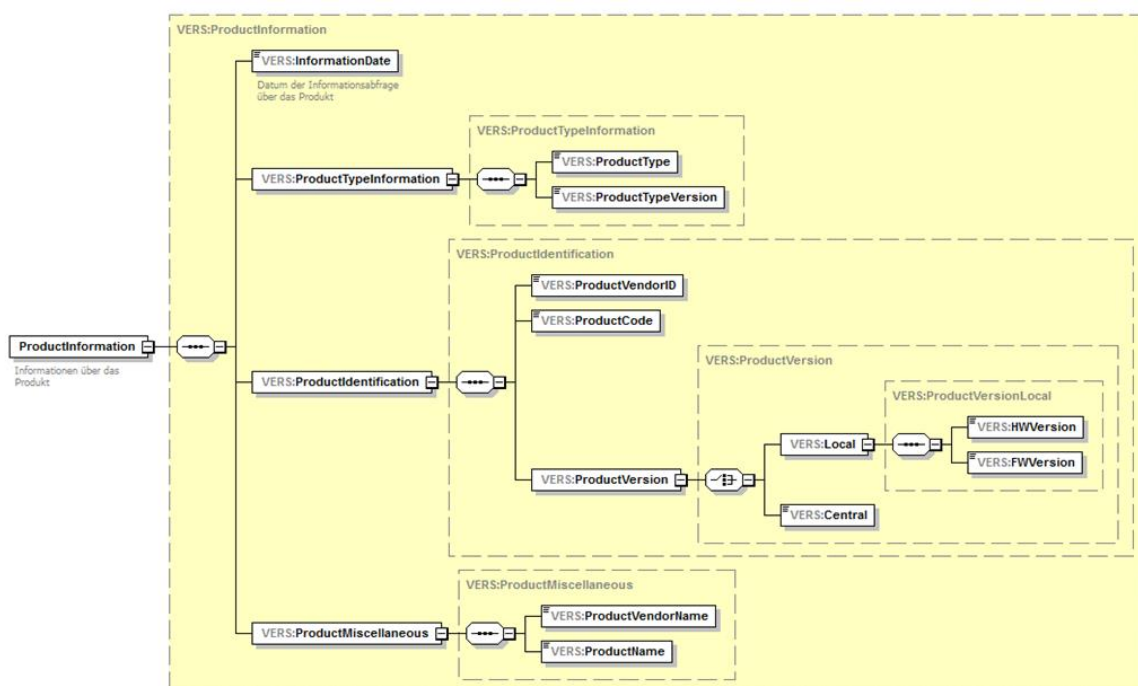 VERS:ProductInformation
VERS:InformationDate
Datum der Informationsabfrage
über das Produkt
VERS:ProductTypeInformation
VERS:ProductTypeInformation
VERS:ProductType
VERS:ProductTypeVersion
VERS:ProductIdentification
VERS:ProductVendorID
VERS:ProductCode
ProductInformation
Informationen über das
Produkt
VERS:ProductIdentification
VERS:ProductVersion
VERS:ProductVersionLocal
VERS:HWVersion
VERS:Local
VERS:FWVersion
VERS:ProductVersion
VERS:Central
VERS:ProductMiscellaneous
VERS:ProductVendorName
VERS:ProductMiscellaneous
VERS:ProductName